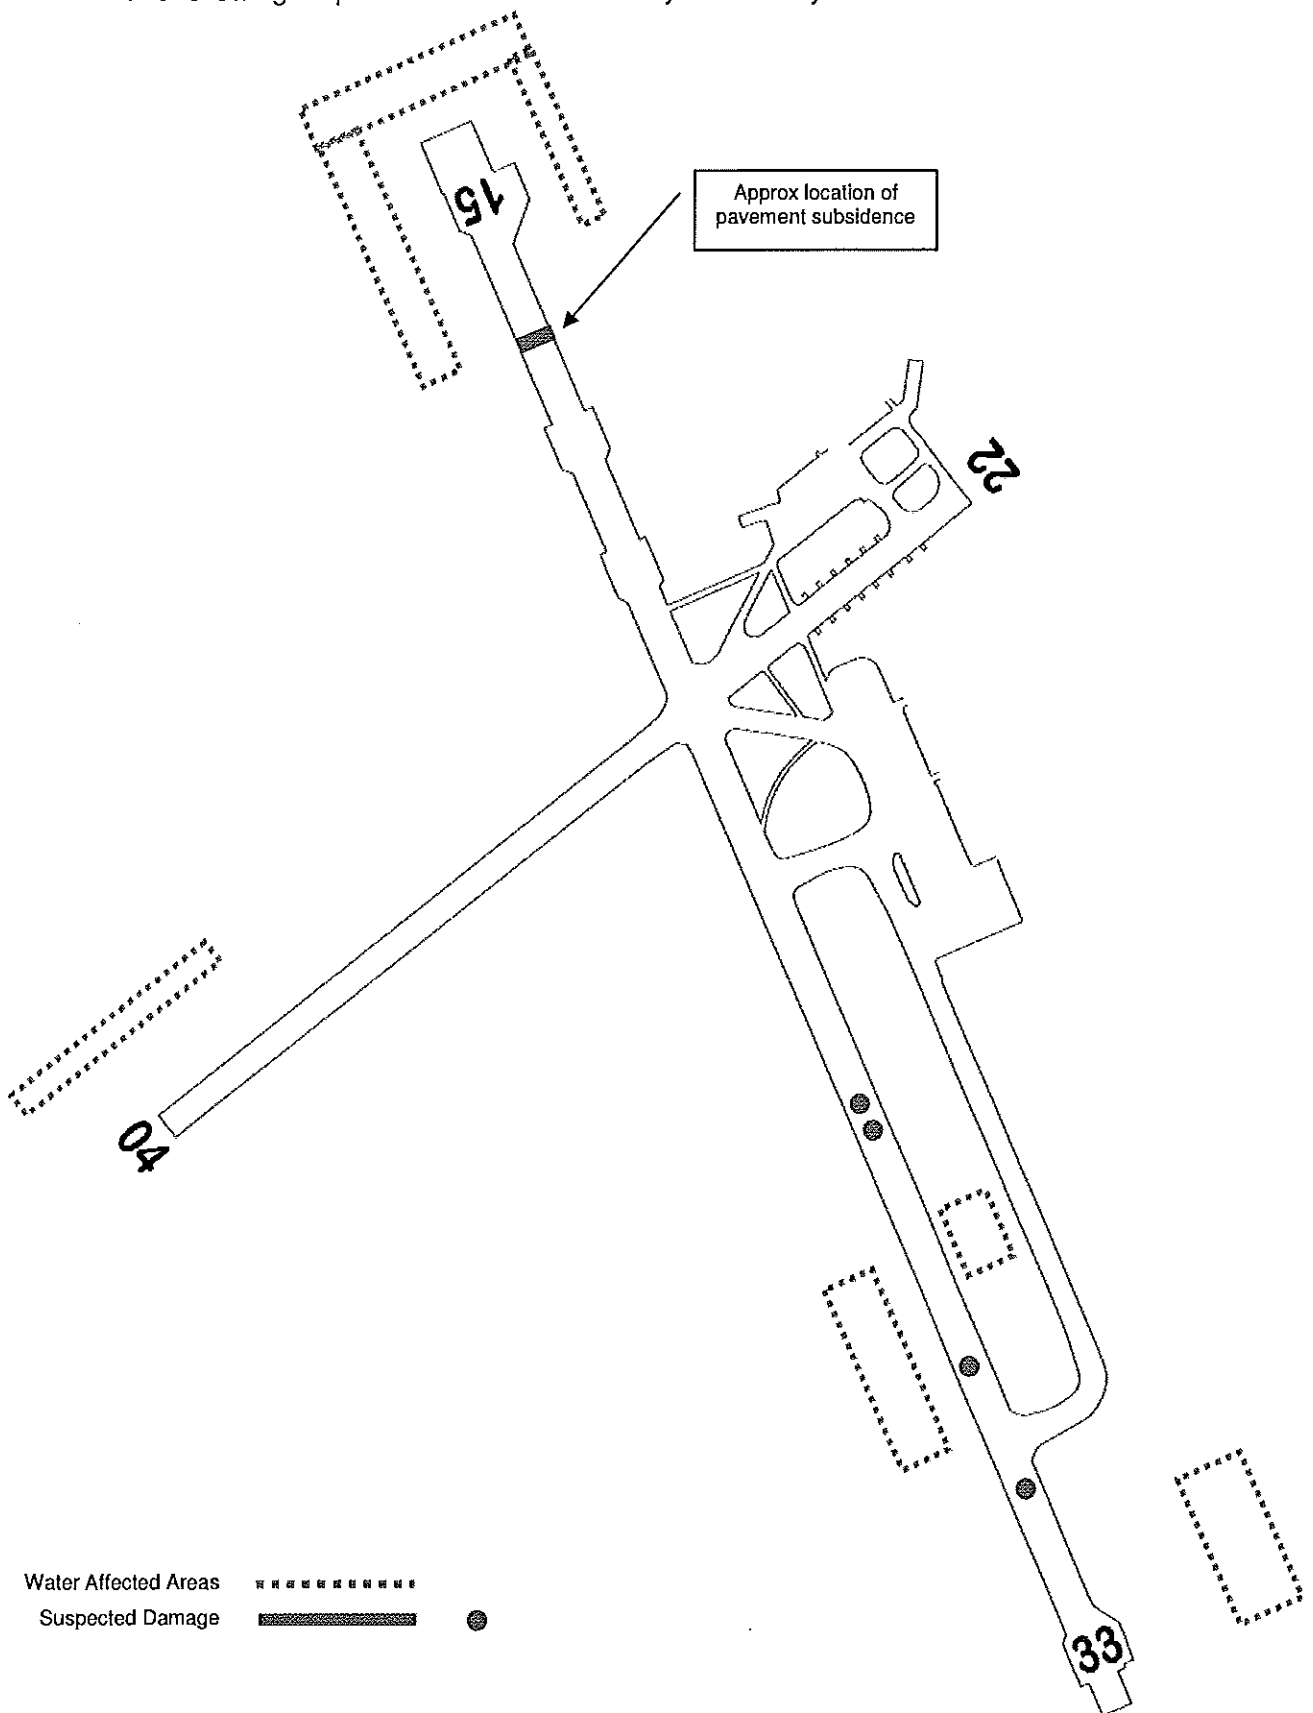 15
Approx location of
pavement subsidence
22
04
33
Water Affected Areas
Suspected Damage